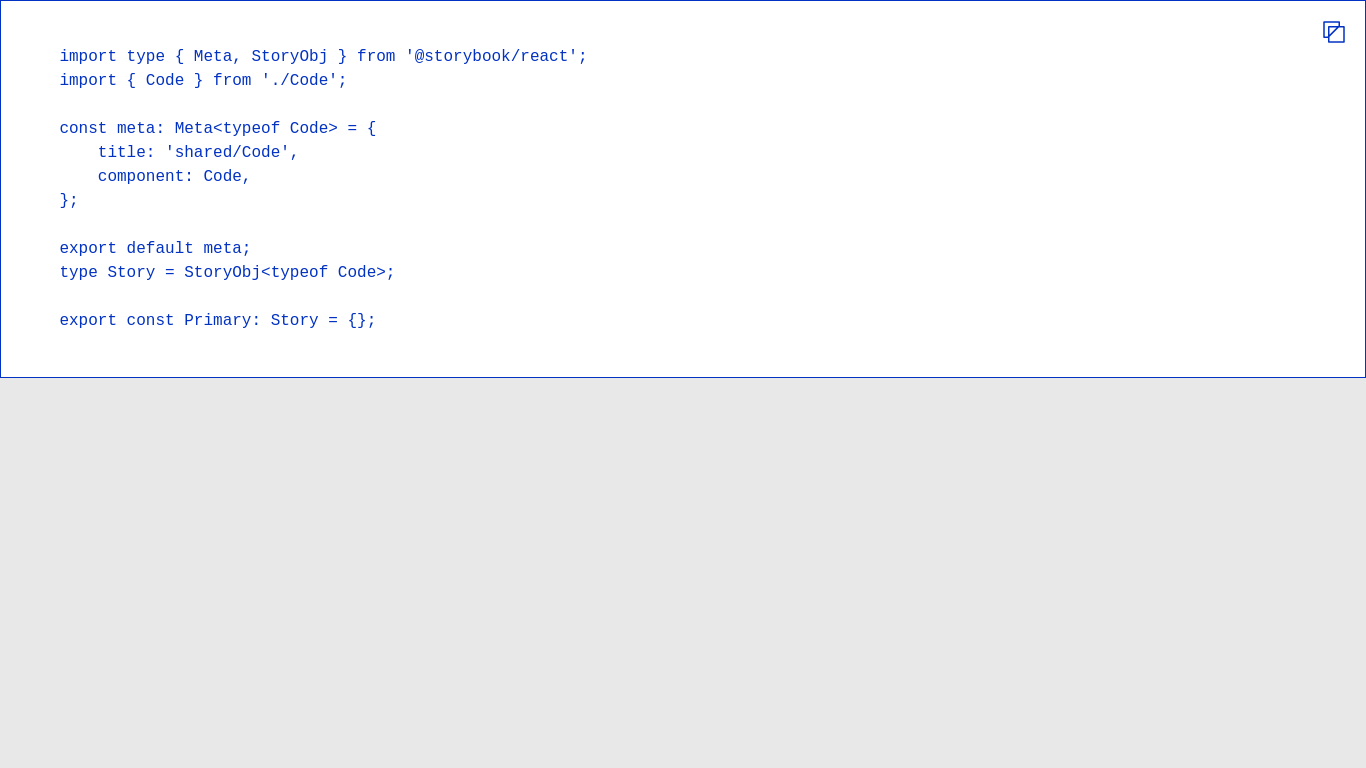 import type { Meta, StoryObj } from '@storybook/react';
import { Code } from './Code';

const meta: Meta<typeof Code> = {
    title: 'shared/Code',
    component: Code,
};

export default meta;
type Story = StoryObj<typeof Code>;

export const Primary: Story = {};